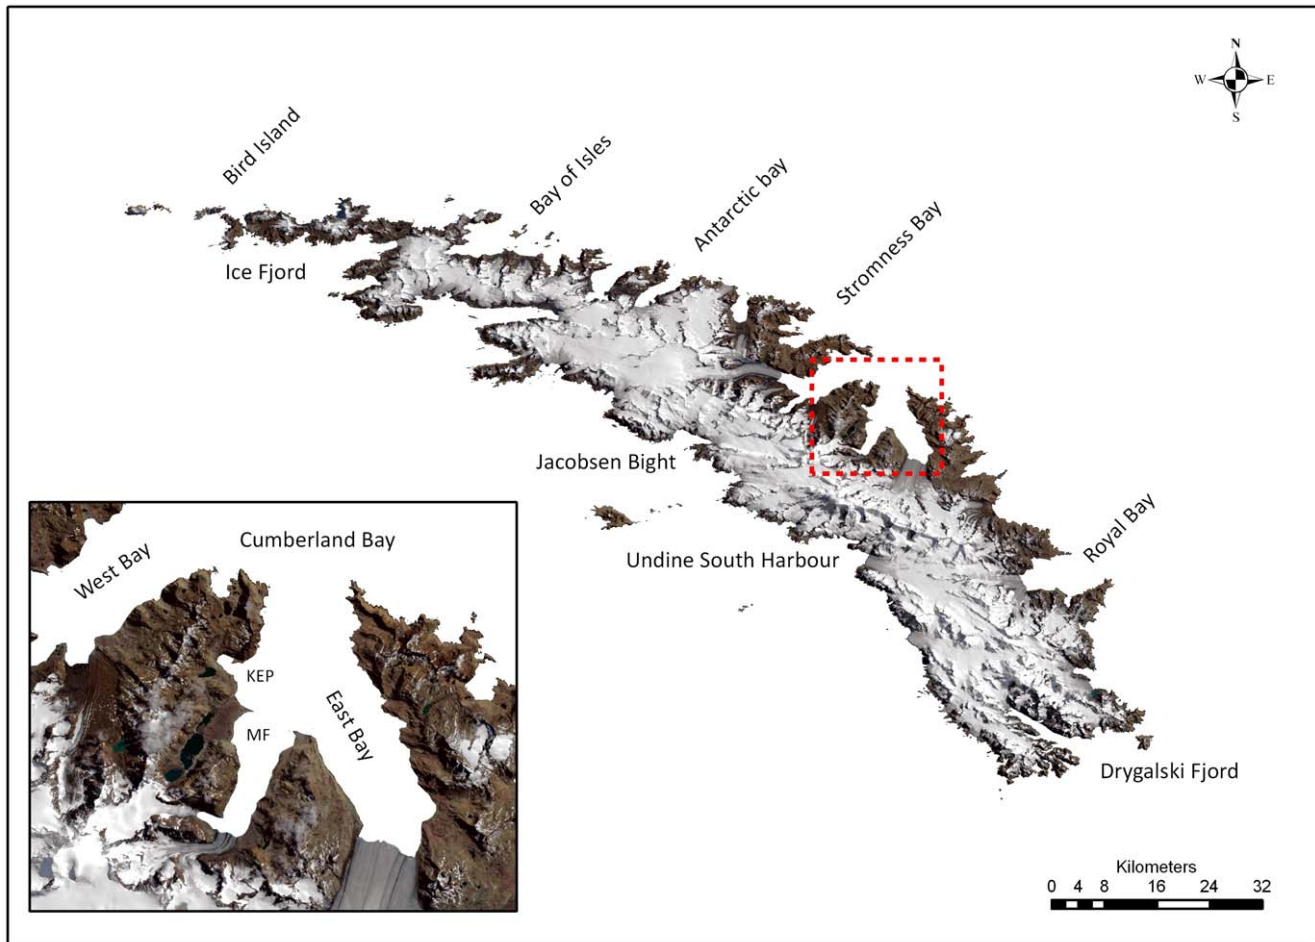 N
W E
S
Bird Island
Bay of Isles
Antarctic bay
Stromness Bay
Ice Fjord
Jacobsen Bight
Undine South Harbour
Royal Bay
Drygalski Fjord
West Bay
Cumberland Bay
KEP
MF
East Bay
Kilometers
0 4 8 16 24 32